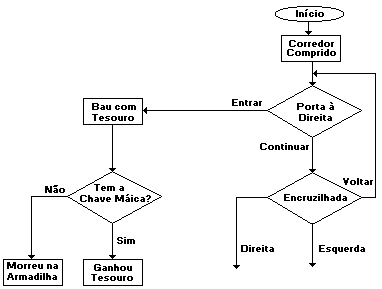 Início
Corredor
Comprido
Entrar
Porta à
Direita
Bau com
Tesouro
Continuar
Voltar
Não
Tem a
Chave Máica?
Encruzilhada
Sim
Direita
Esquerda
Morreu na
Armadilha
Ganhou
Tesouro